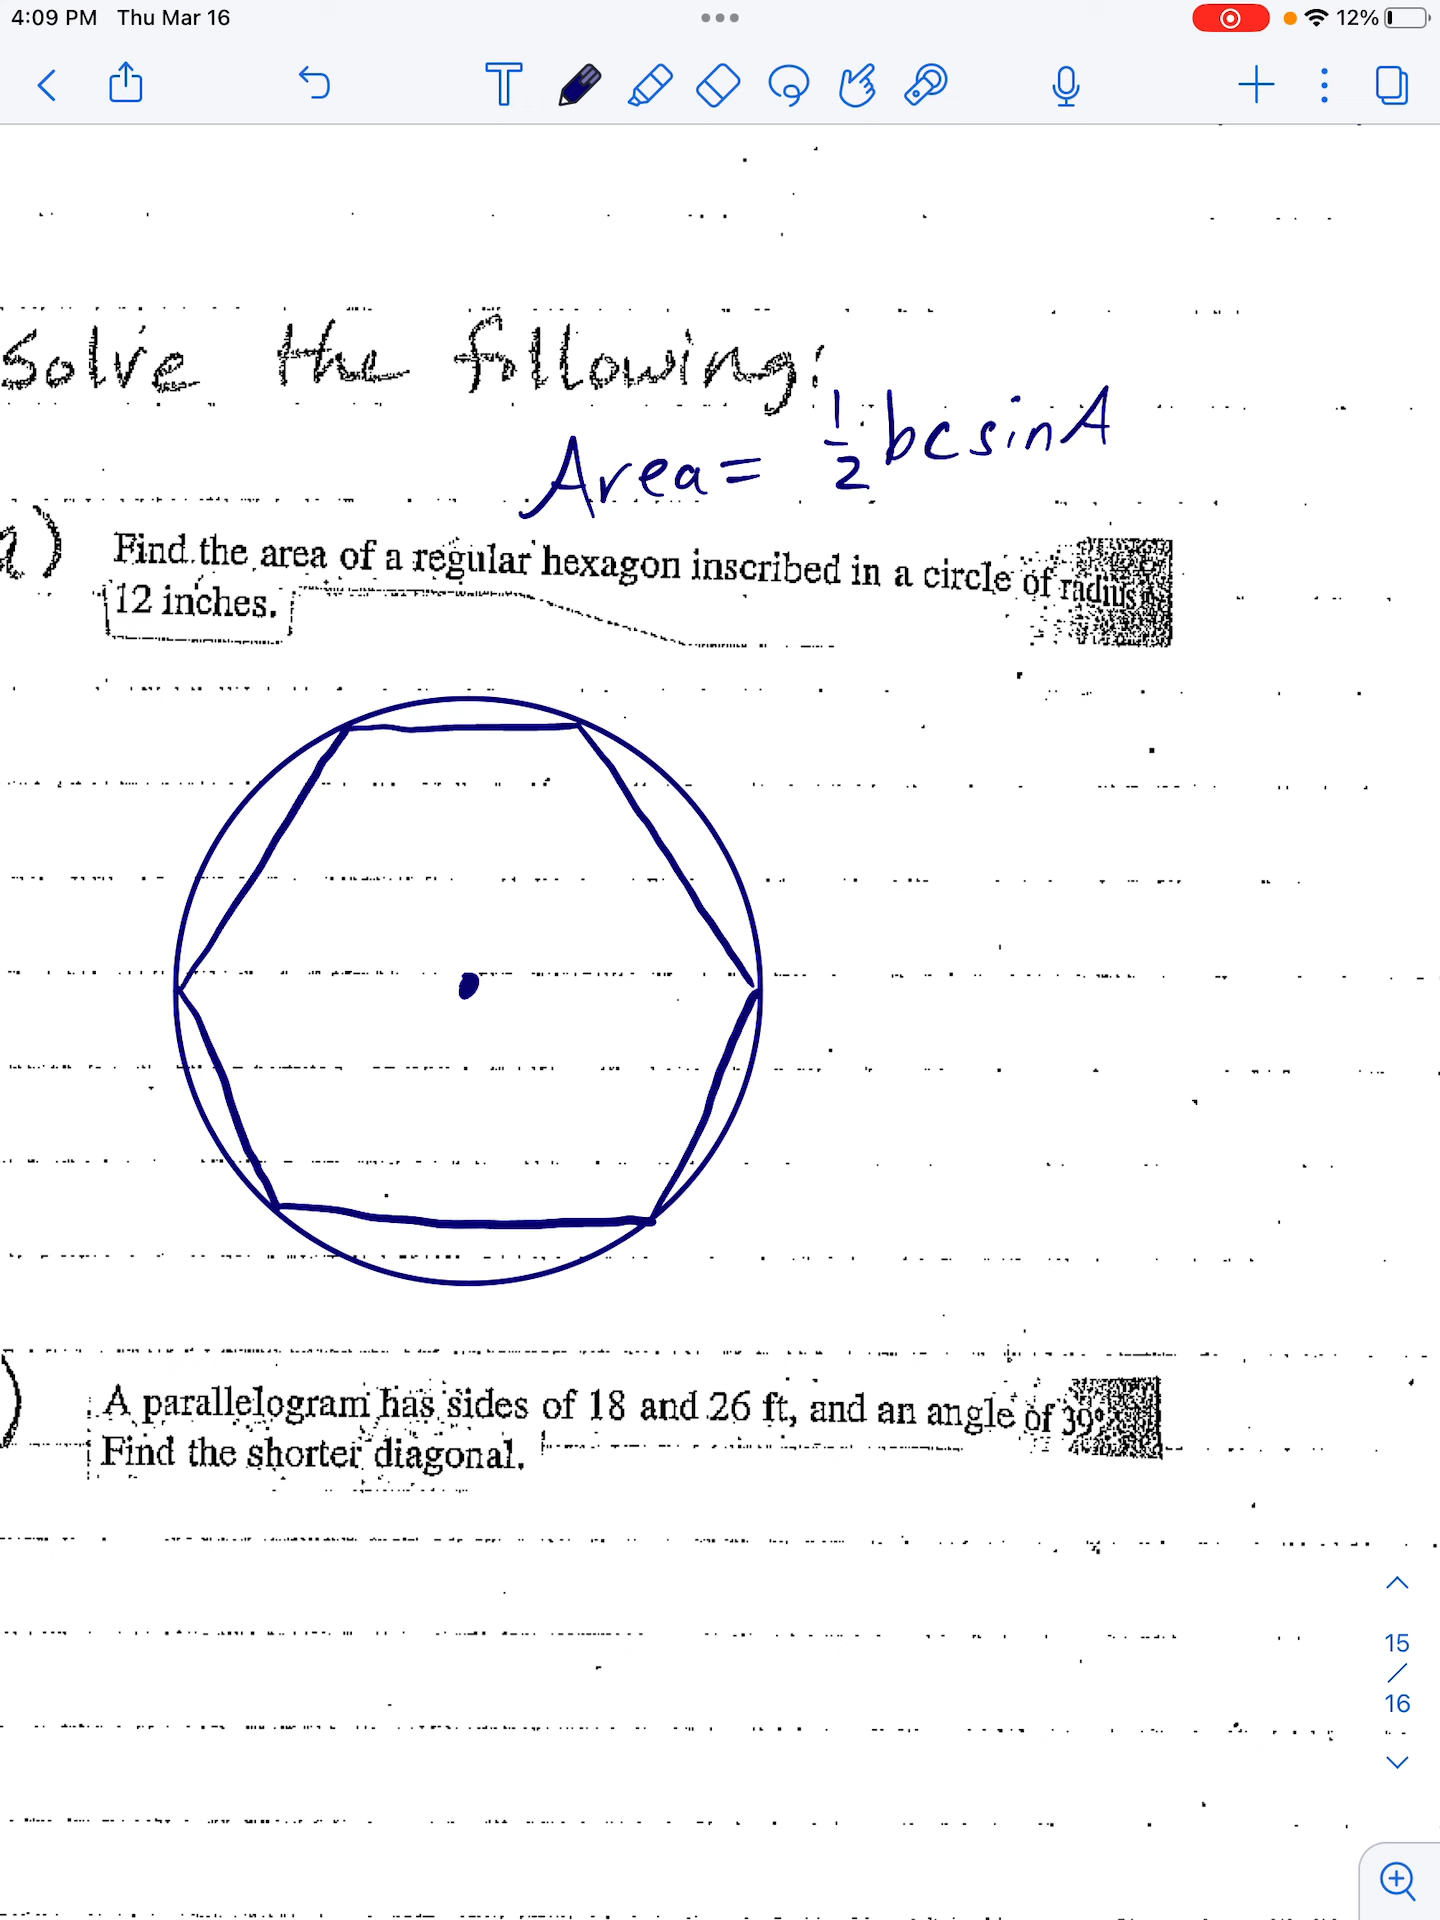 4:09 PM Thu Mar 16
12%
T
Solve the following:
Area = 1/2 bc sin A
a) Find the area of a regular hexagon inscribed in a circle of radius
12 inches.
) A parallelogram has sides of 18 and 26 ft, and an angle of 39°.
Find the shorter diagonal.
15
/
16